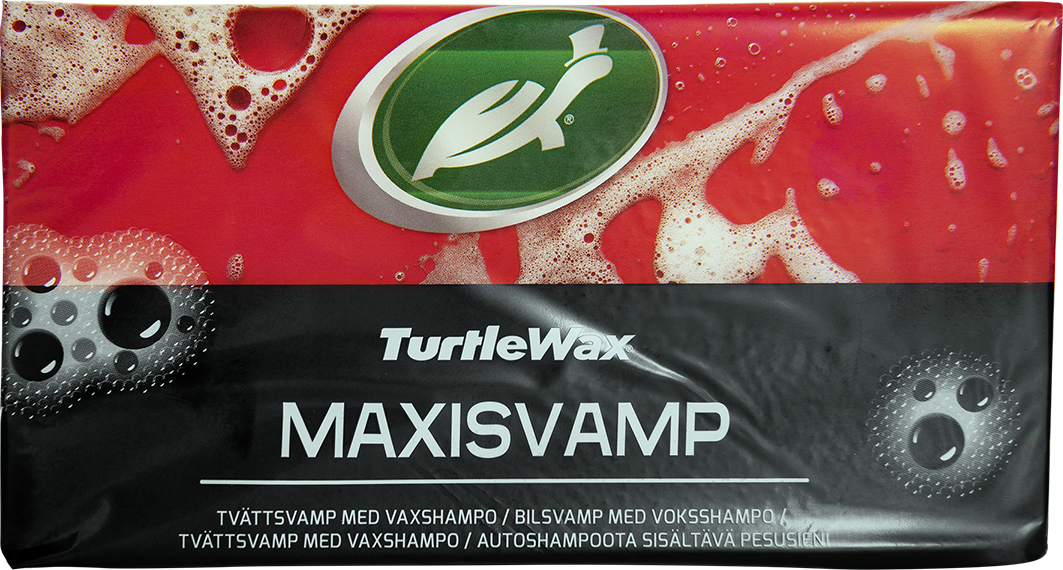 ®
TurtleWax
MAXISVAMP
TVÄTTSVAMP MED VAXSHAMPO / BILSVAMP MED VOKSSHAMPO /
TVÄTTSVAMP MED VAXSHAMPO / AUTOSHAMPOOTA SISÄLTÄVÄ PESUSIENI